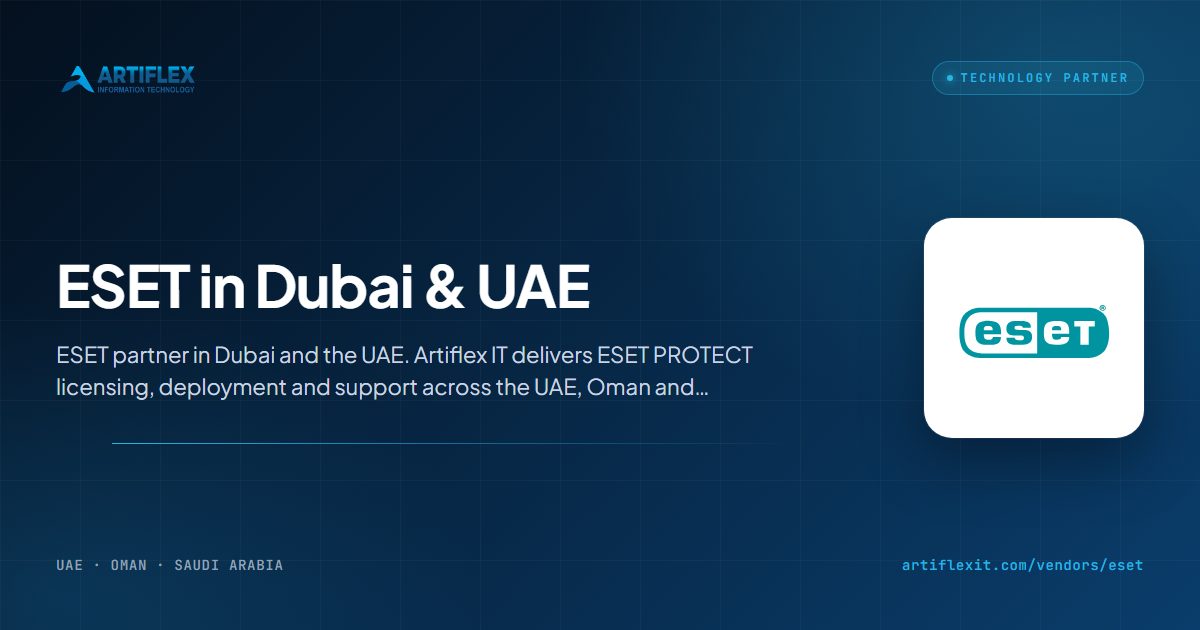 ARTIFLEX
INFORMATION TECHNOLOGY
TECHNOLOGY PARTNER
ESET in Dubai & UAE
ESET partner in Dubai and the UAE. Artiflex IT delivers ESET PROTECT
licensing, deployment and support across the UAE, Oman and...
eset®
UAE · OMAN · SAUDI ARABIA
artiflexit.com/vendors/eset